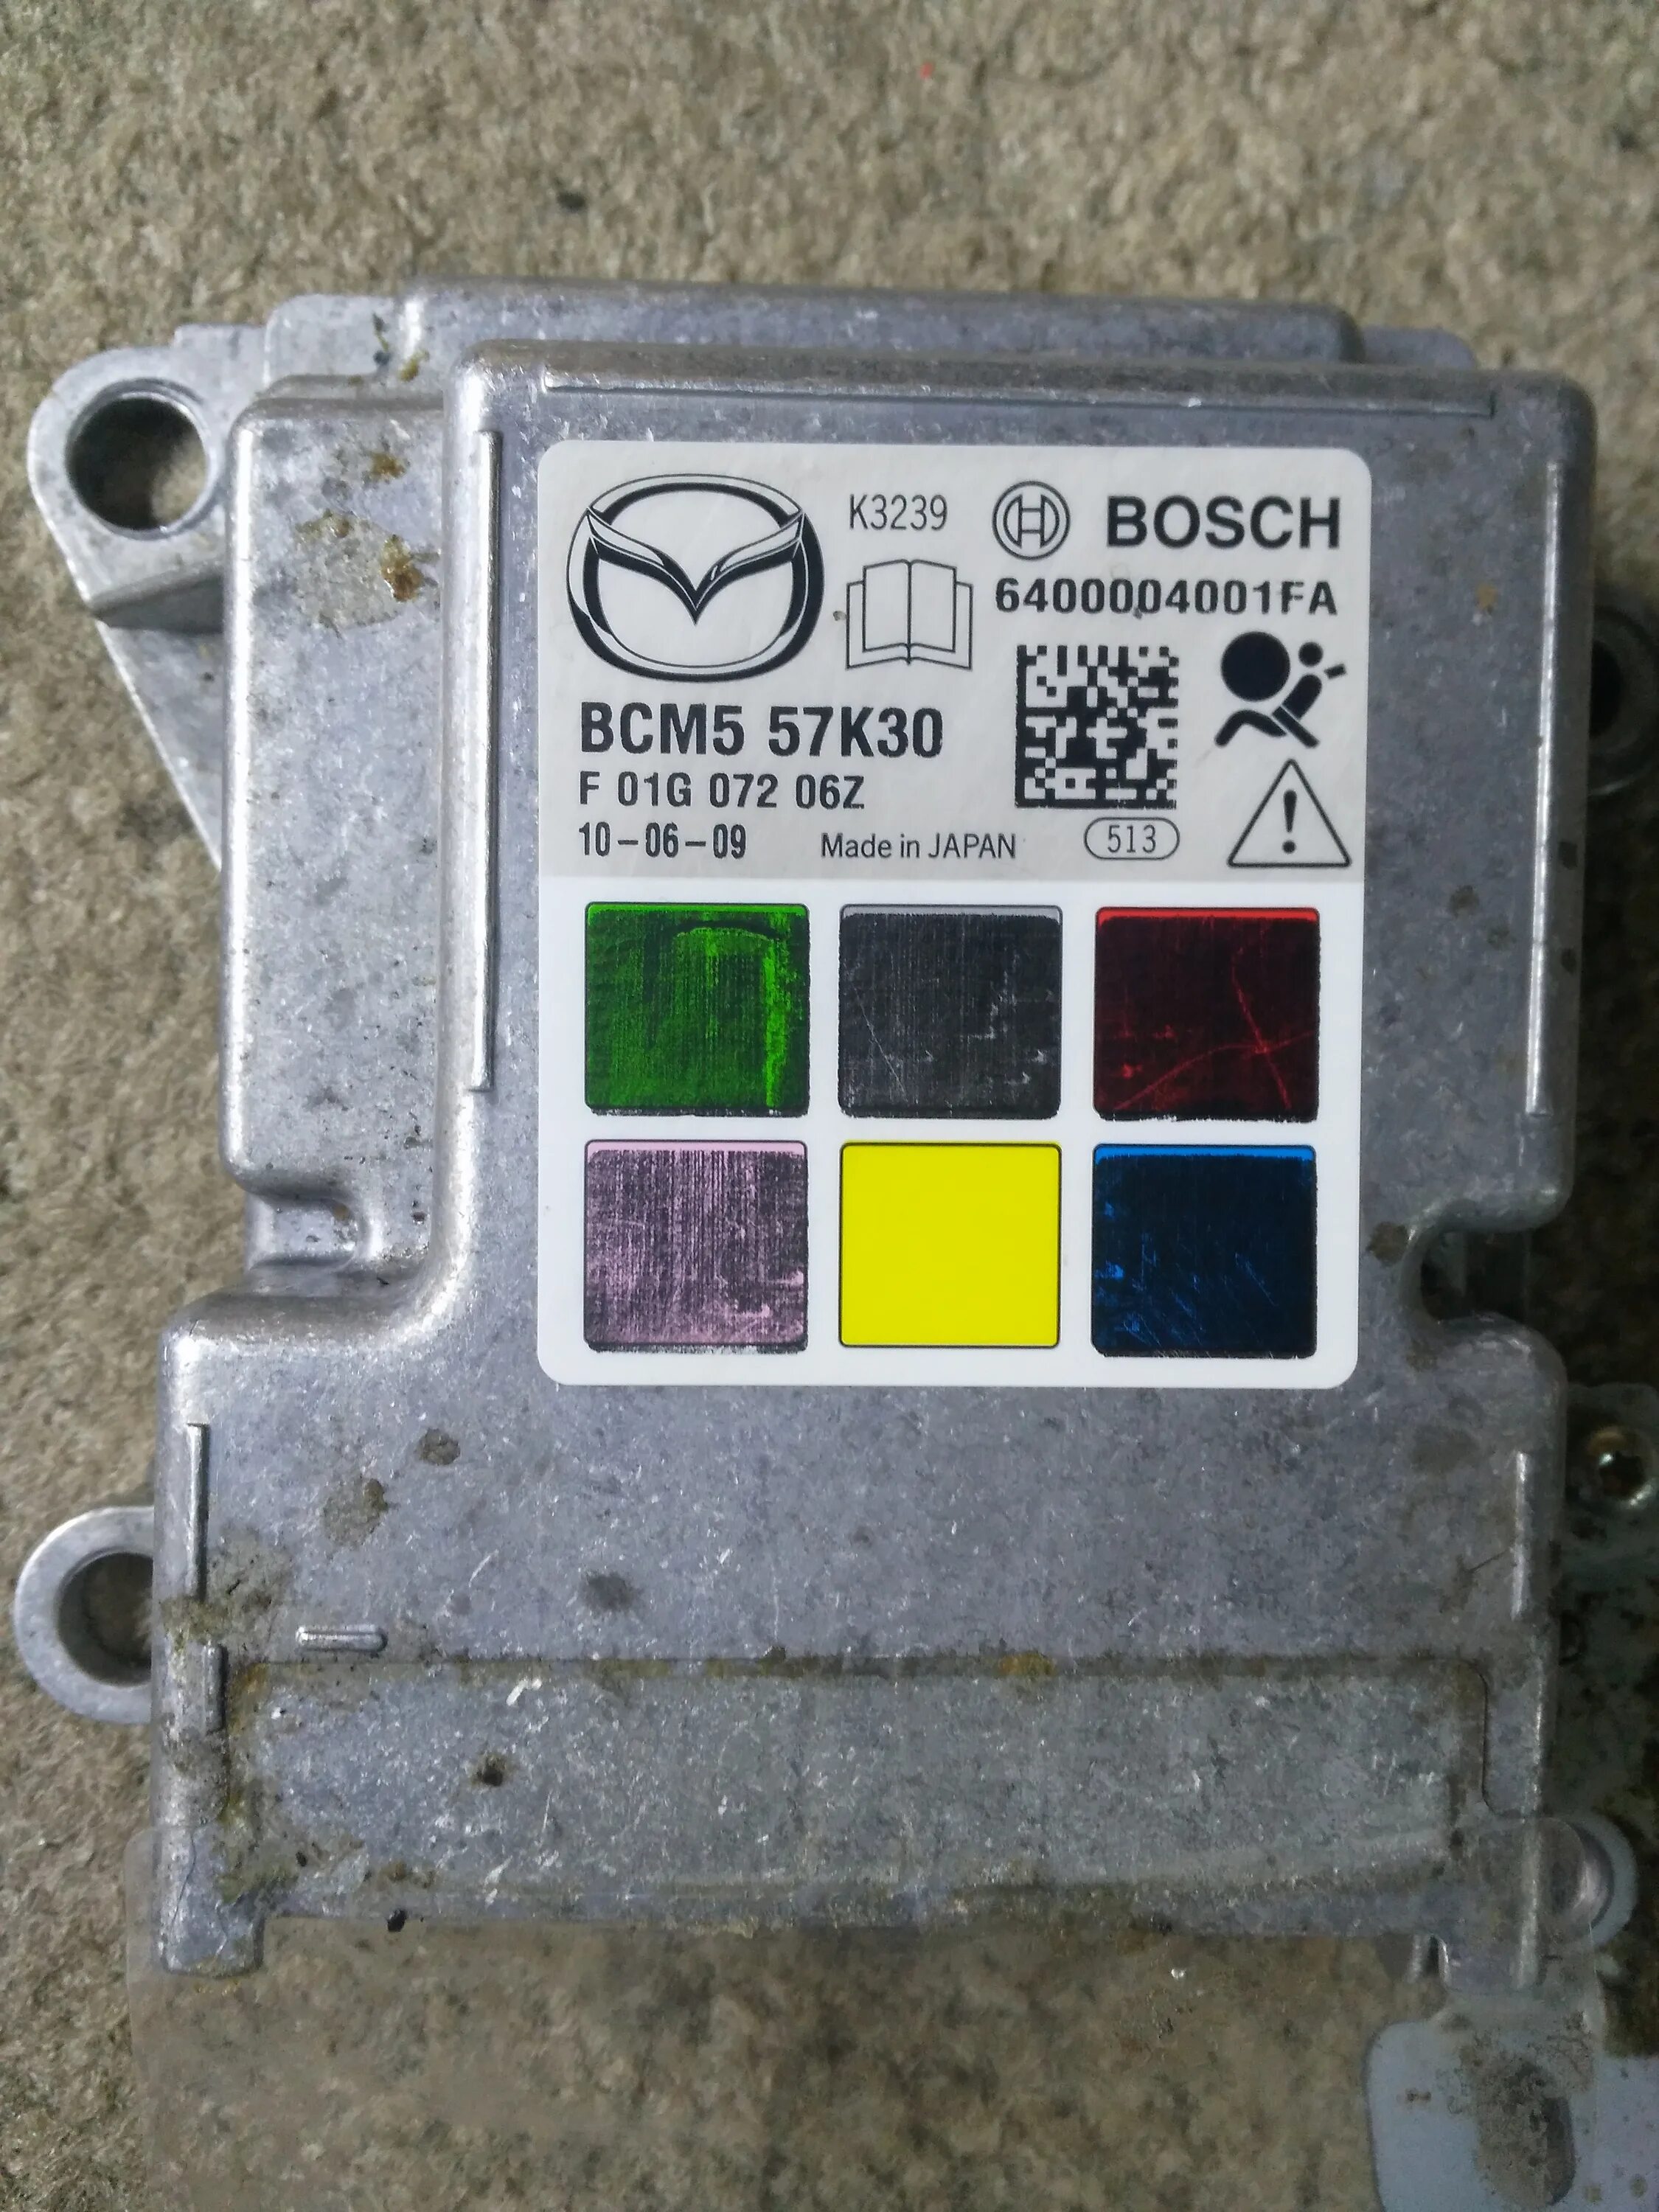 K3239
BOSCH
6400004001FA
BCM5 57K30
F 01G 072 06Z
10-06-09 Made in JAPAN 513